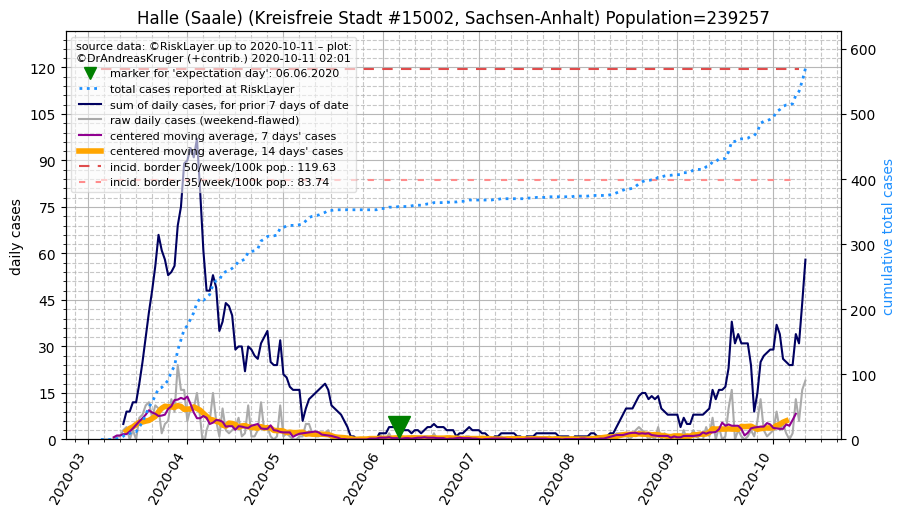 Halle (Saale) (Kreisfreie Stadt #15002, Sachsen-Anhalt) Population=239257
source data: ©RiskLayer up to 2020-10-11 – plot:
©DrAndreasKruger (+contrib.) 2020-10-11 02:01
marker for 'expectation day': 06.06.2020
total cases reported at RiskLayer
sum of daily cases, for prior 7 days of date
raw daily cases (weekend-flawed)
centered moving average, 7 days' cases
centered moving average, 14 days' cases
incid. border 50/week/100k pop.: 119.63
incid. border 35/week/100k pop.: 83.74
daily cases
120
105
90
75
60
45
30
15
0
cumulative total cases
600
500
400
300
200
100
0
2020-03
2020-04
2020-05
2020-06
2020-07
2020-08
2020-09
2020-10